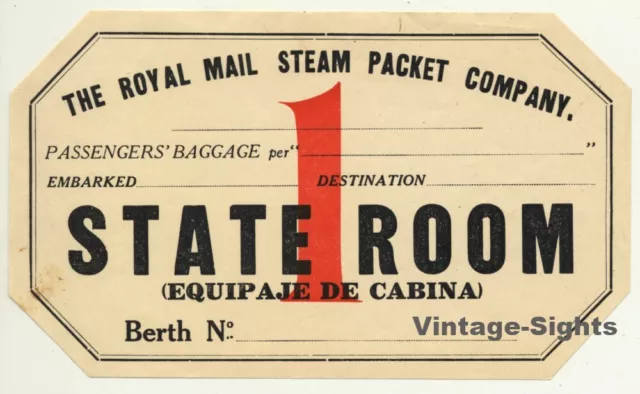 THE ROYAL MAIL STEAM PACKET COMPANY.
1
PASSENGERS' BAGGAGE per " "
EMBARKED DESTINATION
STATE ROOM
(EQUIPAJE DE CABINA)
Berth Nº:
Vintage-Sights